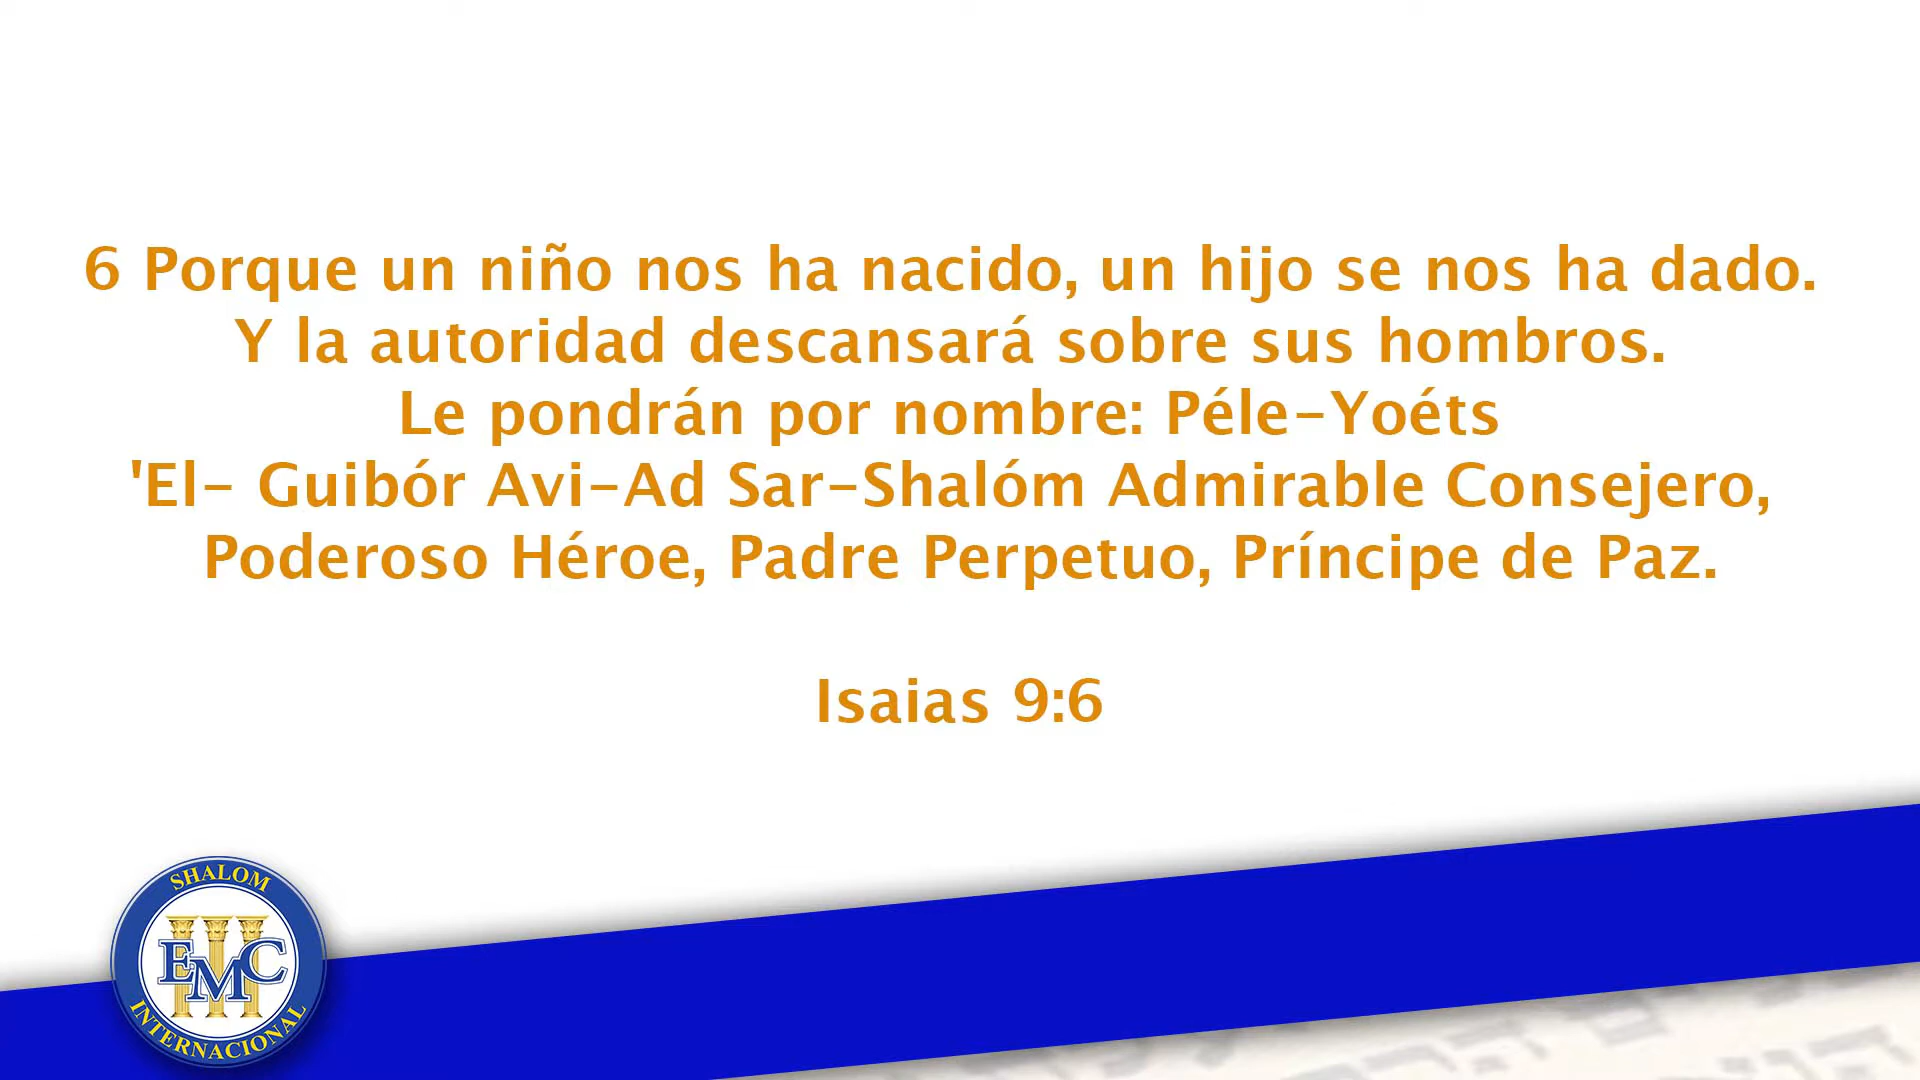 6 Porque un niño nos ha nacido, un hijo se nos ha dado.
Y la autoridad descansará sobre sus hombros.
Le pondrán por nombre: Péle-Yoéts
'El- Guibór Avi-Ad Sar-Shalóm Admirable Consejero,
Poderoso Héroe, Padre Perpetuo, Príncipe de Paz.
Isaias 9:6
SHALOM
EMC
INTERNACIONAL